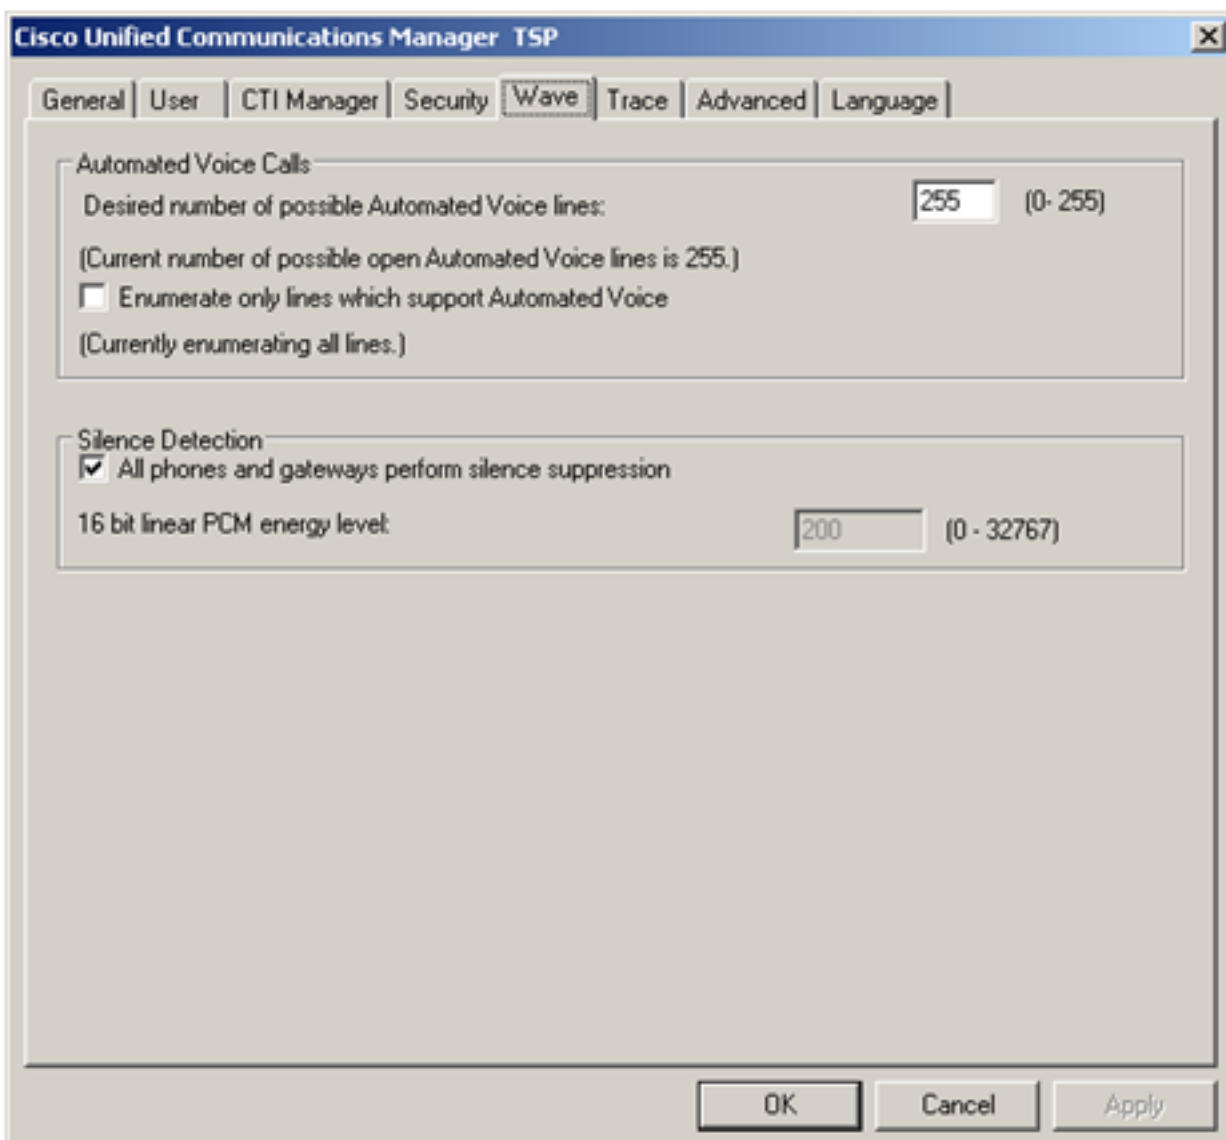 Cisco Unified Communications Manager TSP
General User CTI Manager Security Wave Trace Advanced Language
Automated Voice Calls
Desired number of possible Automated Voice lines: 255 (0- 255)
(Current number of possible open Automated Voice lines is 255.)
Enumerate only lines which support Automated Voice
(Currently enumerating all lines.)
Silence Detection
All phones and gateways perform silence suppression
16 bit linear PCM energy level: 200 (0 - 32767)
OK Cancel Apply